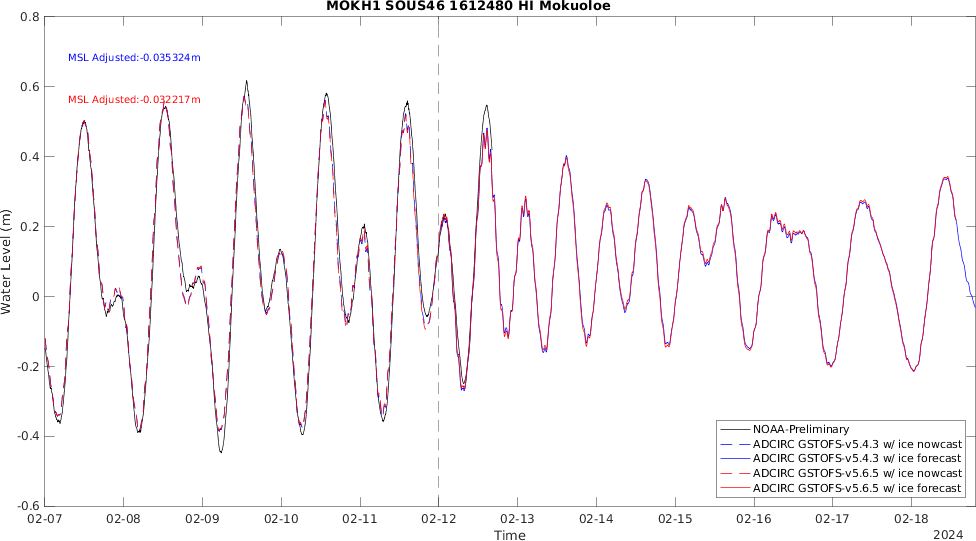 MOKH1 SOUS46 1612480 HI Mokuoloe
0.8
0.6
0.4
0.2
0
-0.2
-0.4
-0.6
Water Level (m)
MSL Adjusted:-0.035324m
MSL Adjusted:-0.032217m
NOAA-Preliminary
ADCIRC GSTOFS-v5.4.3 w/ ice nowcast
ADCIRC GSTOFS-v5.4.3 w/ ice forecast
ADCIRC GSTOFS-v5.6.5 w/ ice nowcast
ADCIRC GSTOFS-v5.6.5 w/ ice forecast
02-07 02-08 02-09 02-10 02-11 02-12 02-13 02-14 02-15 02-16 02-17 02-18
Time
2024